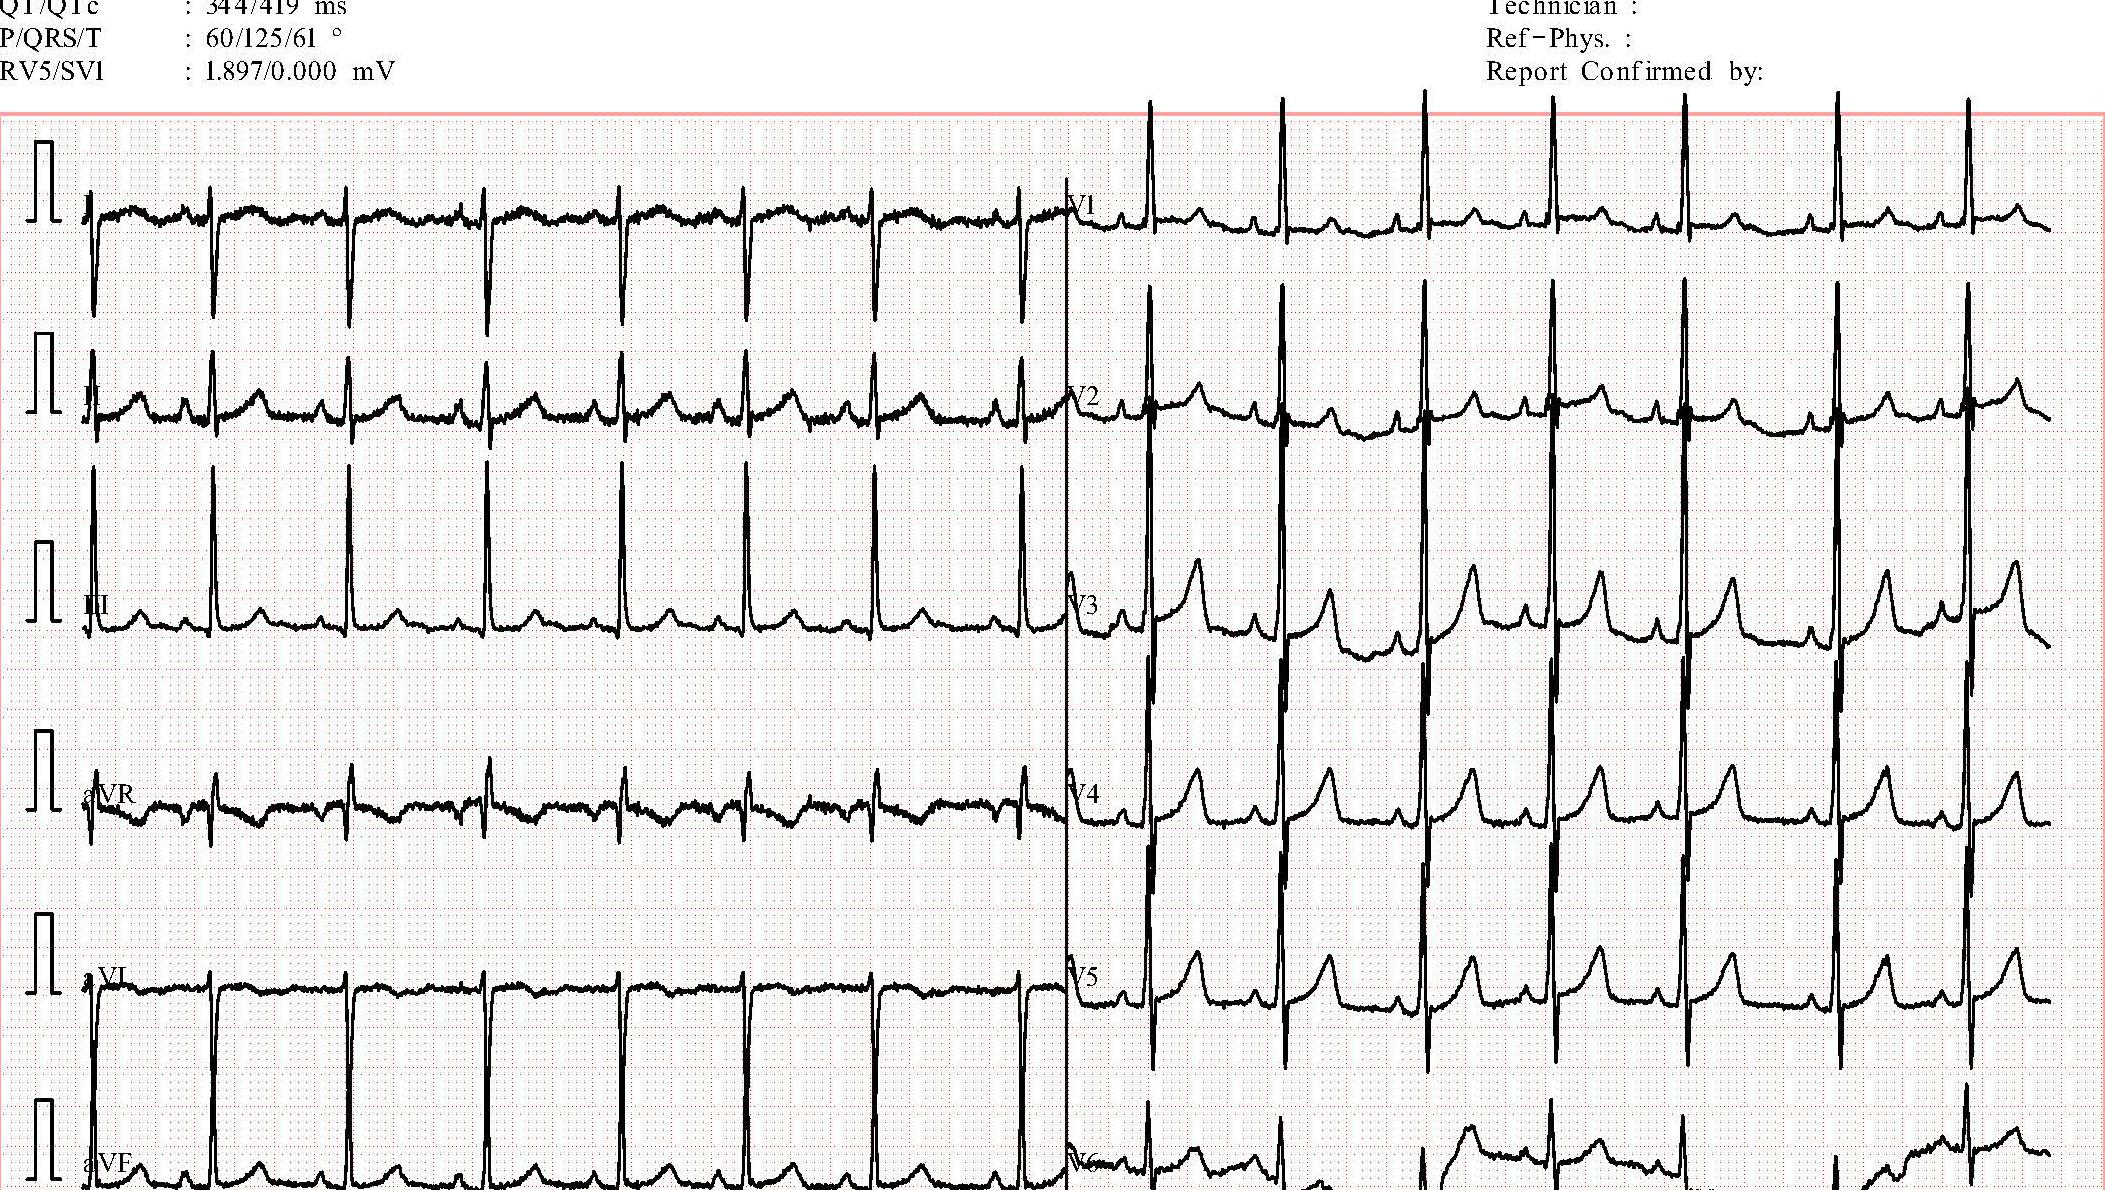 QT/QTc : 344/419 ms
P/QRS/T : 60/125/61 °
RV5/SV1 : 1.897/0.000 mV
Technician :
Ref-Phys. :
Report Confirmed by:
I
V1
II
V2
III
V3
aVR
V4
aVL
V5
aVF
V6